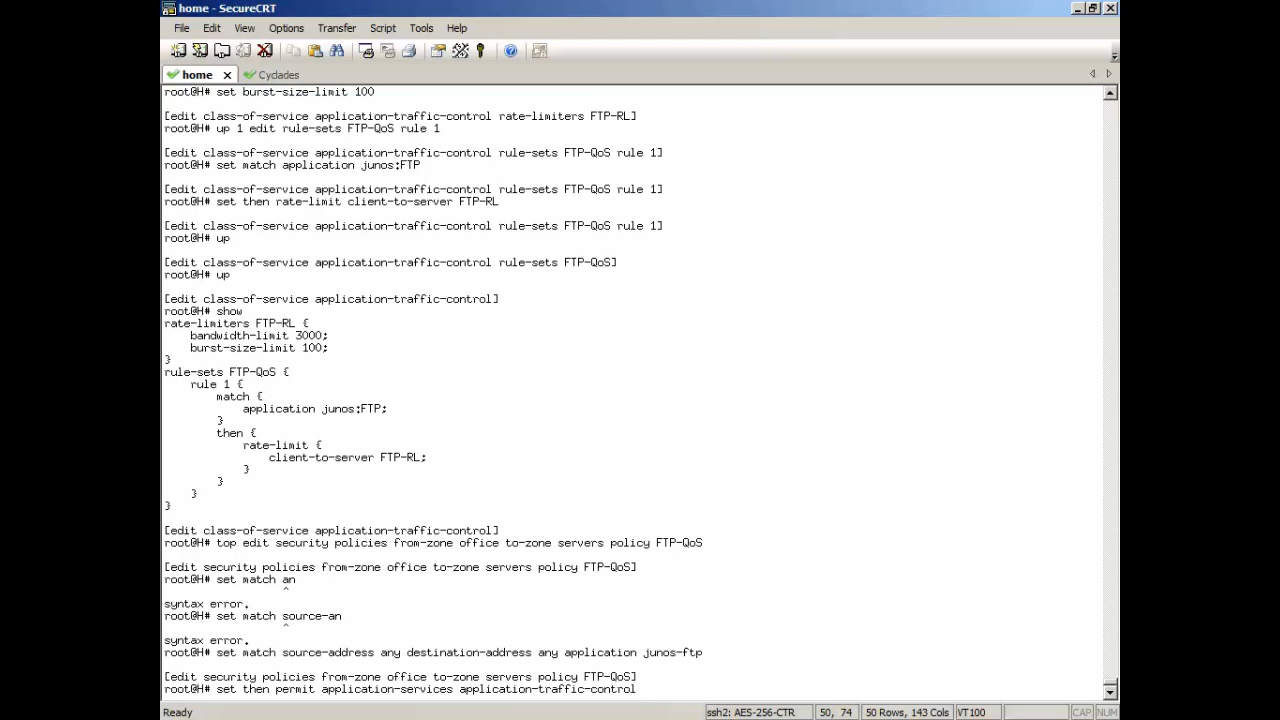 home - SecureCRT
File Edit View Options Transfer Script Tools Help
home Cyclades
root@H# set burst-size-limit 100
[edit class-of-service application-traffic-control rate-limiters FTP-RL]
root@H# up 1 edit rule-sets FTP-QoS rule 1
[edit class-of-service application-traffic-control rule-sets FTP-QoS rule 1]
root@H# set match application junos:FTP
[edit class-of-service application-traffic-control rule-sets FTP-QoS rule 1]
root@H# set then rate-limit client-to-server FTP-RL
[edit class-of-service application-traffic-control rule-sets FTP-QoS rule 1]
root@H# up
[edit class-of-service application-traffic-control rule-sets FTP-QoS]
root@H# up
[edit class-of-service application-traffic-control]
root@H# show
rate-limiters FTP-RL {
bandwidth-limit 3000;
burst-size-limit 100;
}
rule-sets FTP-QoS {
rule 1 {
match {
application junos:FTP;
}
then {
rate-limit {
client-to-server FTP-RL;
}
}
}
}
[edit class-of-service application-traffic-control]
root@H# top edit security policies from-zone office to-zone servers policy FTP-QoS
[edit security policies from-zone office to-zone servers policy FTP-QoS]
root@H# set match an
^
syntax error.
root@H# set match source-an
^
syntax error.
root@H# set match source-address any destination-address any application junos-ftp
[edit security policies from-zone office to-zone servers policy FTP-QoS]
root@H# set then permit application-services application-traffic-control
Ready ssh2: AES-256-CTR 50, 74 50 Rows, 143 Cols VT100 CAP NUM